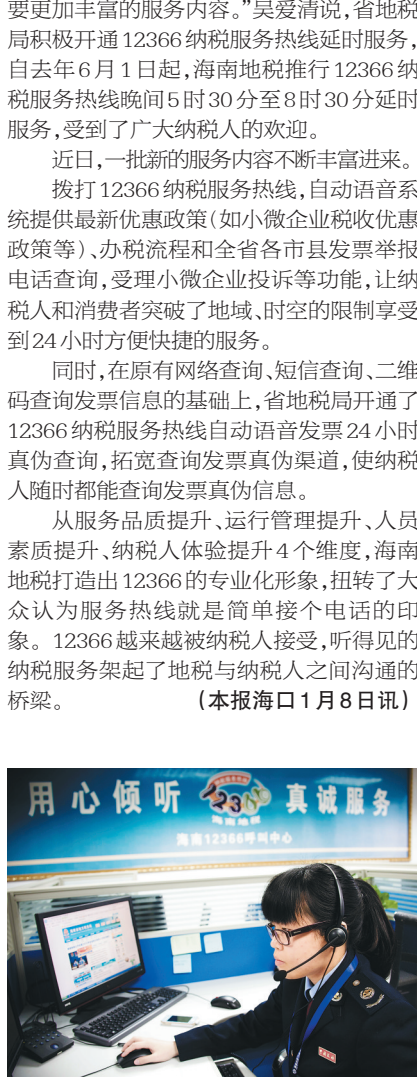 要更加丰富的服务内容。”吴爱清说，省地税
局积极开通12366纳税服务热线延时服务，
自去年6月1日起，海南地税推行12366纳
税服务热线晚间5时30分至8时30分延时
服务，受到了广大纳税人的欢迎。
近日，一批新的服务内容不断丰富进来。
拨打12366纳税服务热线，自动语音系
统提供最新优惠政策（如小微企业税收优惠
政策等）、办税流程和全省各市县发票举报
电话查询，受理小微企业投诉等功能，让纳
税人和消费者突破了地域、时空的限制享受
到24小时方便快捷的服务。
同时，在原有网络查询、短信查询、二维
码查询发票信息的基础上，省地税局开通了
12366纳税服务热线自动语音发票24小时
真伪查询，拓宽查询发票真伪渠道，使纳税
人随时都能查询发票真伪信息。
从服务品质提升、运行管理提升、人员
素质提升、纳税人体验提升4个维度，海南
地税打造出12366的专业化形象，扭转了大
众认为服务热线就是简单接个电话的印
象。12366越来越被纳税人接受，听得见的
纳税服务架起了地税与纳税人之间沟通的
桥梁。 （本报海口1月8日讯）
用心倾听 12366 真诚服务
海南地税
海南12366呼叫中心